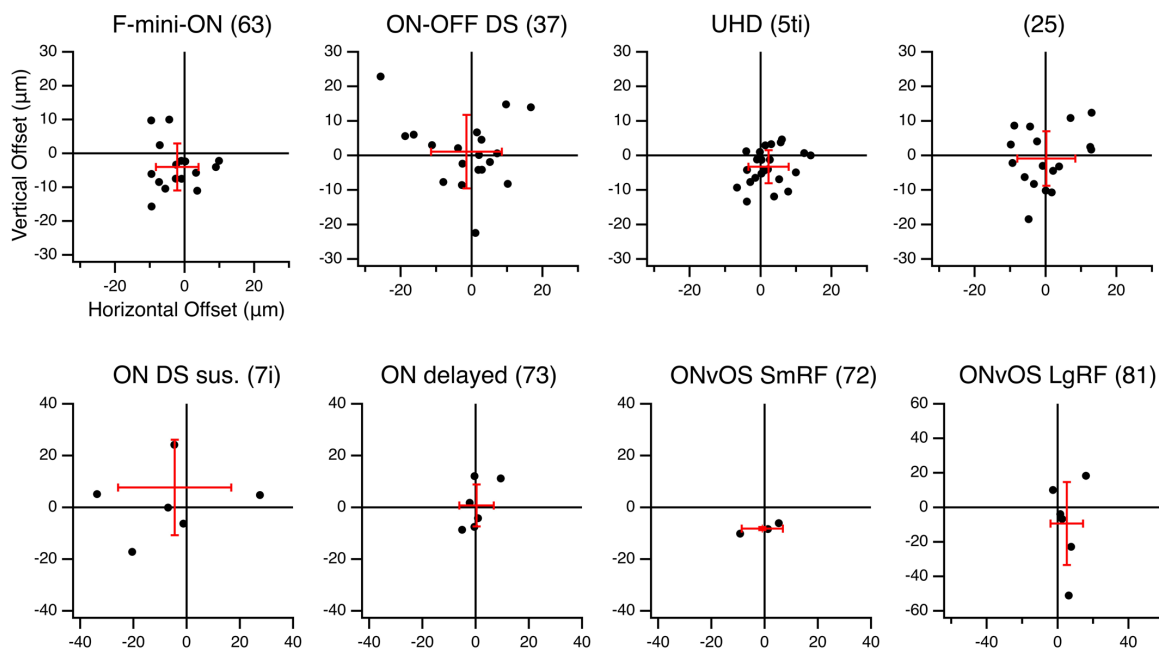 F-mini-ON (63) ON-OFF DS (37) UHD (5ti) (25)
30 30 30 30
20 20 20 20
10 10 10 10
0 0 0 0
-10 -10 -10 -10
-20 -20 -20 -20
-30 -30 -30 -30
Vertical Offset (µm)
-20 0 20 -20 0 20 -20 0 20 -20 0 20
Horizontal Offset (µm)
ON DS sus. (7i) ON delayed (73) ONvOS SmRF (72) ONvOS LgRF (81)
40 40 40 60
40
20 20 20 20
0 0 0 0
-20 -20 -20 -20
-40
-40 -40 -40 -60
-40 -20 0 20 40 -40 -20 0 20 40 -40 -20 0 20 40 -40 0 40